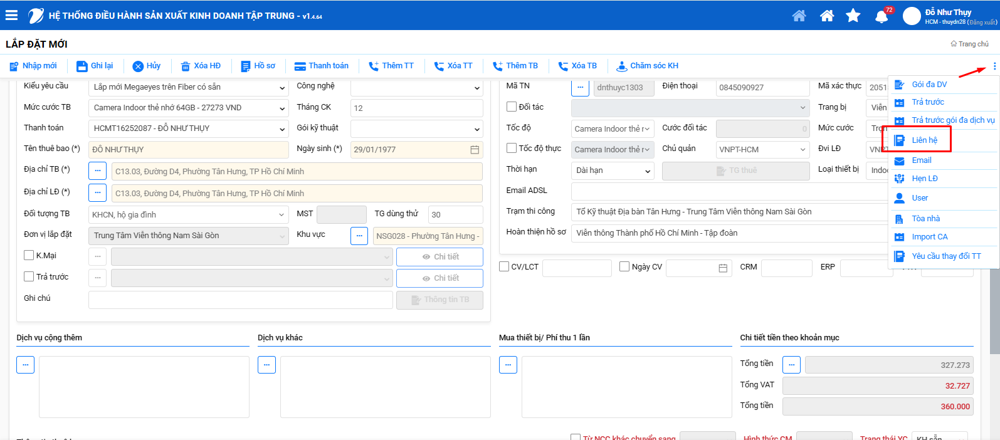 HỆ THỐNG ĐIỀU HÀNH SẢN XUẤT KINH DOANH TẬP TRUNG - v1.4.64
72
Đỗ Như Thụy
HCM - thuydn28 (Đăng xuất)
LẮP ĐẶT MỚI
Trang chủ
Nhập mới Ghi lại Hủy Xóa HĐ Hồ sơ Thanh toán Thêm TT Xóa TT Thêm TB Xóa TB Chăm sóc KH
Kiểu yêu cầu Lắp mới Megaeyes trên Fiber có sẵn Công nghệ
Mức cước TB Camera Indoor thẻ nhớ 64GB - 27273 VND Tháng CK 12
Thanh toán HCMT16252087 - ĐỖ NHƯ THỤY Gói kỹ thuật
Tên thuê bao (*) ĐỖ NHƯ THỤY Ngày sinh (*) 29/01/1977
Địa chỉ TB (*) ... C13.03, Đường D4, Phường Tân Hưng, TP Hồ Chí Minh
Địa chỉ LĐ (*) ... C13.03, Đường D4, Phường Tân Hưng, TP Hồ Chí Minh
Đối tượng TB KHCN, hộ gia đình MST TG dùng thử 30
Đơn vị lắp đặt Trung Tâm Viễn thông Nam Sài Gòn Khu vực ... NSG028 - Phường Tân Hưng -
K.Mại ... Chi tiết
Trả trước ... Chi tiết
Ghi chú Thông tin TB
Mã TN ... dnthuyc1303 Điện thoại 0845090927 Mã xác thực 2051
Đối tác Trang bị Viễn
Tốc độ Camera Indoor thẻ r Cước đối tác 0 Mức cước Trọn
Tốc độ thực Camera Indoor thẻ r Chủ quản VNPT-HCM Đvi LĐ VNPT
Thời hạn Dài hạn TG thuê Loại thiết bị Indoo
Email ADSL
Trạm thi công Tổ Kỹ thuật Địa bàn Tân Hưng - Trung Tâm Viễn thông Nam Sài Gòn
Hoàn thiện hồ sơ Viễn thông Thành phố Hồ Chí Minh - Tập đoàn
CV/LCT Ngày CV CRM ERP
Gói đa DV
Trả trước
Trả trước gói đa dịch vụ
Liên hệ
Email
Hẹn LĐ
User
Tòa nhà
Import CA
Yêu cầu thay đổi TT
Dịch vụ cộng thêm Dịch vụ khác Mua thiết bị/ Phí thu 1 lần Chi tiết tiền theo khoản mục
... ... ... Tổng tiền ... 327.273
Tổng VAT 32.727
Tổng tiền 360.000
Từ NCC khác chuyển sang Hình thức CM Trạng thái YC KH sẵn